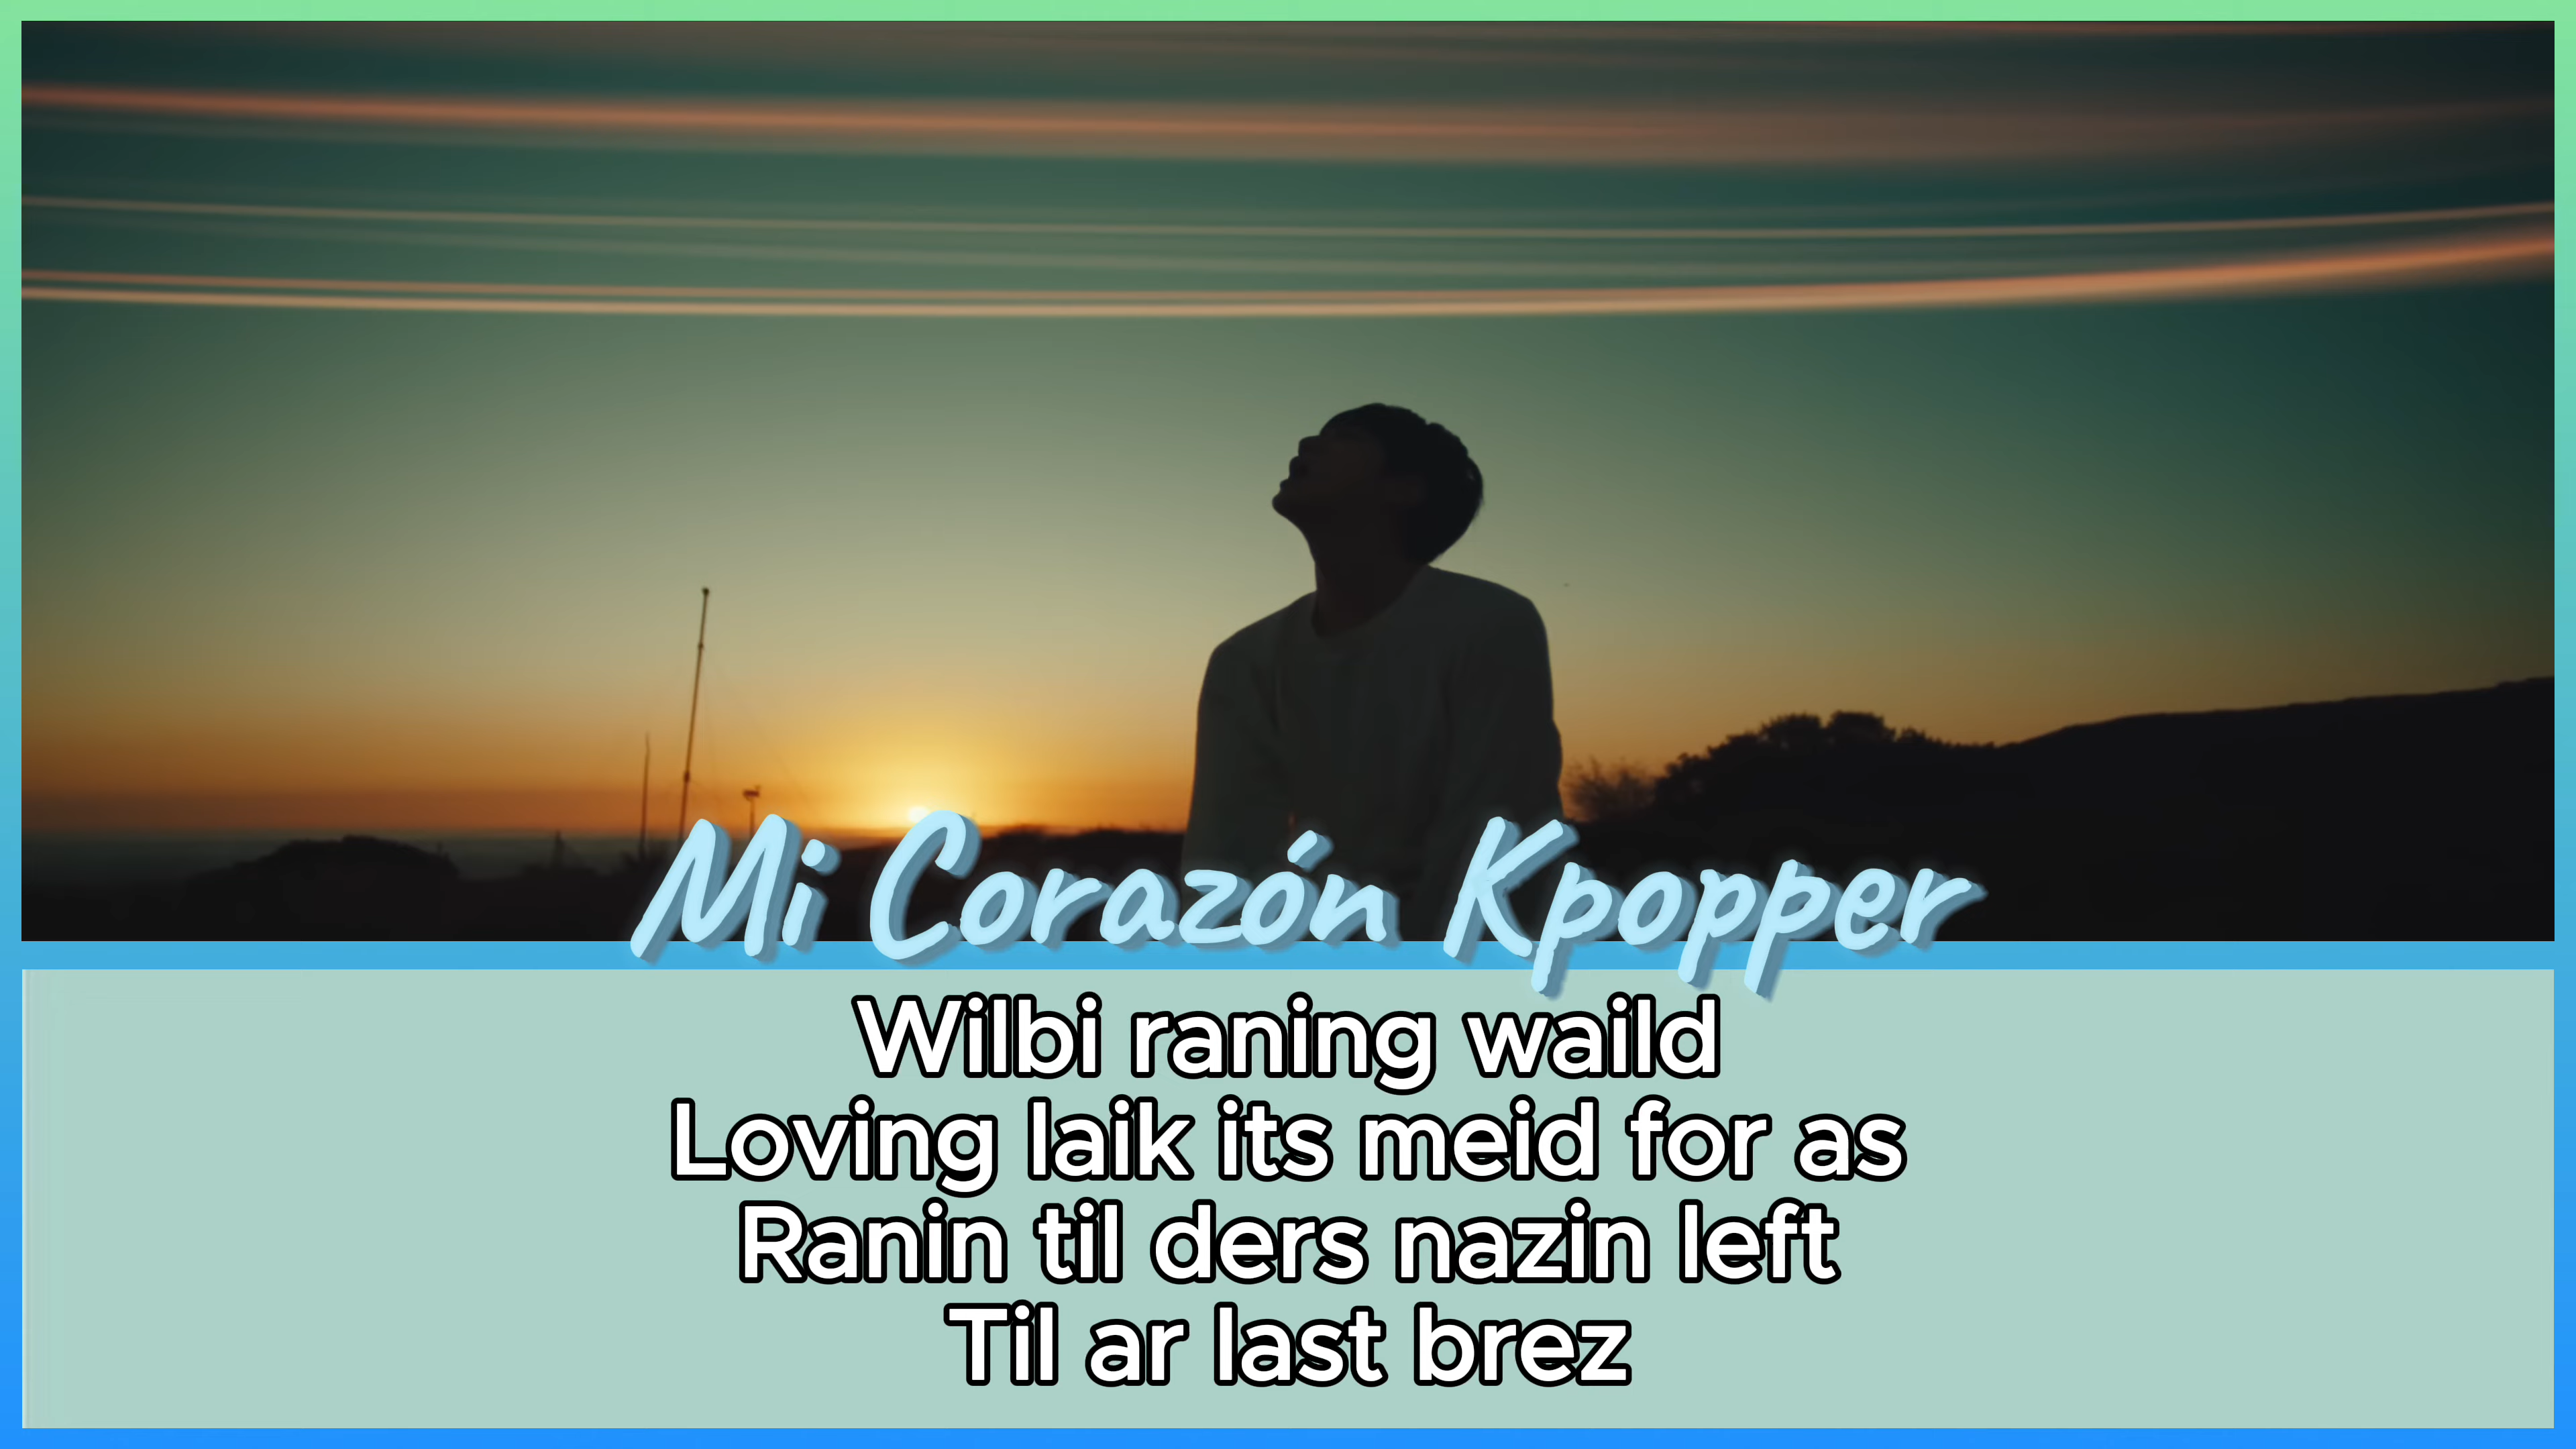 Mi Corazón Kpopper
Wilbi raning waild
Loving laik its meid for as
Ranin til ders nazin left
Til ar last brez